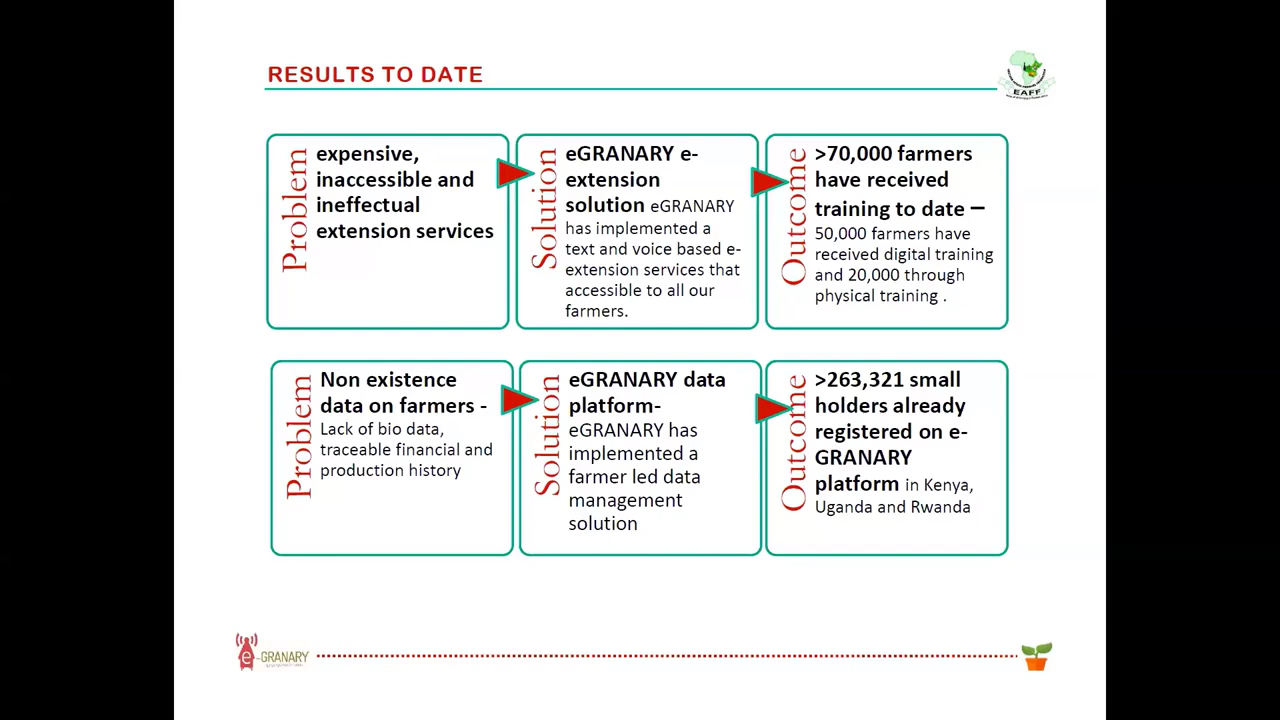 RESULTS TO DATE
EAFF
Problem
expensive,
inaccessible and
ineffectual
extension services
Solution
eGRANARY e-
extension
solution eGRANARY
has implemented a
text and voice based e-
extension services that
accessible to all our
farmers.
Outcome
>70,000 farmers
have received
training to date –
50,000 farmers have
received digital training
and 20,000 through
physical training .
Problem
Non existence
data on farmers -
Lack of bio data,
traceable financial and
production history
Solution
eGRANARY data
platform-
eGRANARY has
implemented a
farmer led data
management
solution
Outcome
>263,321 small
holders already
registered on e-
GRANARY
platform in Kenya,
Uganda and Rwanda
e-GRANARY